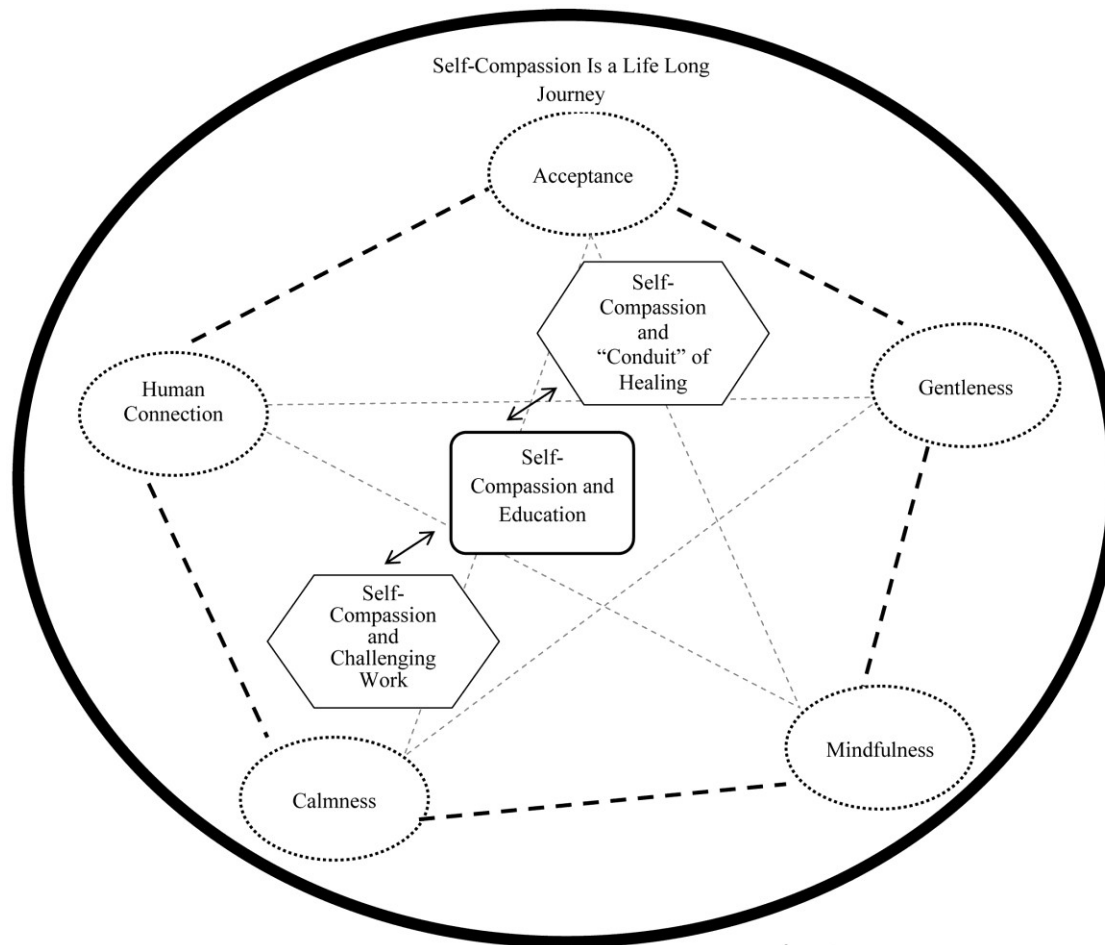 Self-Compassion Is a Life Long
Journey
Acceptance
Self-
Compassion
and
“Conduit” of
Healing
Human
Connection
Gentleness
Self-
Compassion and
Education
Self-
Compassion
and
Challenging
Work
Mindfulness
Calmness